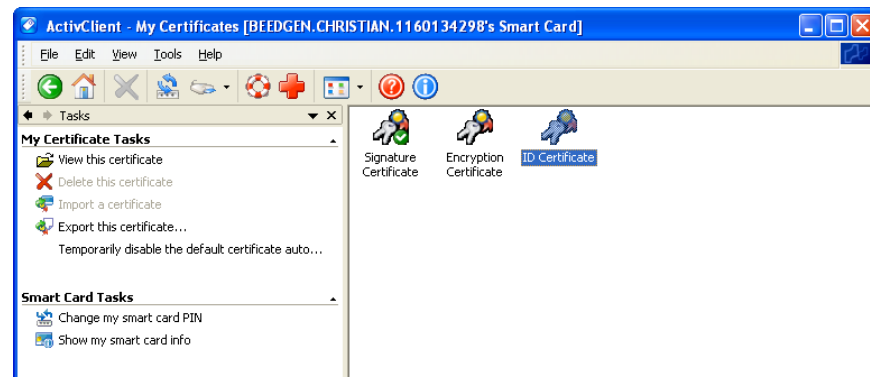 ActivClient - My Certificates [BEEDGEN.CHRISTIAN.1160134298's Smart Card]
File Edit View Tools Help
Tasks
My Certificate Tasks
View this certificate
Delete this certificate
Import a certificate
Export this certificate...
Temporarily disable the default certificate auto...
Smart Card Tasks
Change my smart card PIN
Show my smart card info
Signature
Certificate
Encryption
Certificate
ID Certificate